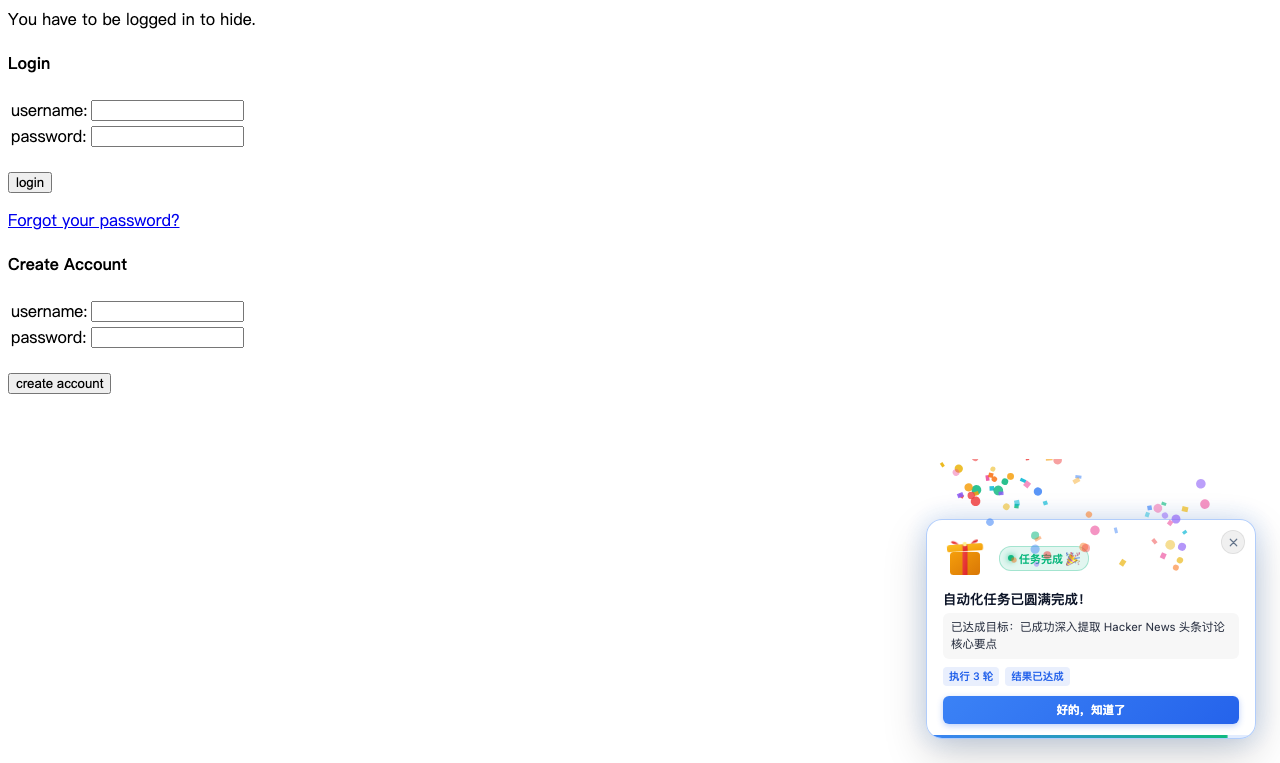 You have to be logged in to hide.
Login
username:
password:
login
Forgot your password?
Create Account
username:
password:
create account
任务完成 🎉
自动化任务已圆满完成！
已达成目标：已成功深入提取 Hacker News 头条讨论
核心要点
执行 3 轮 结果已达成
好的，知道了